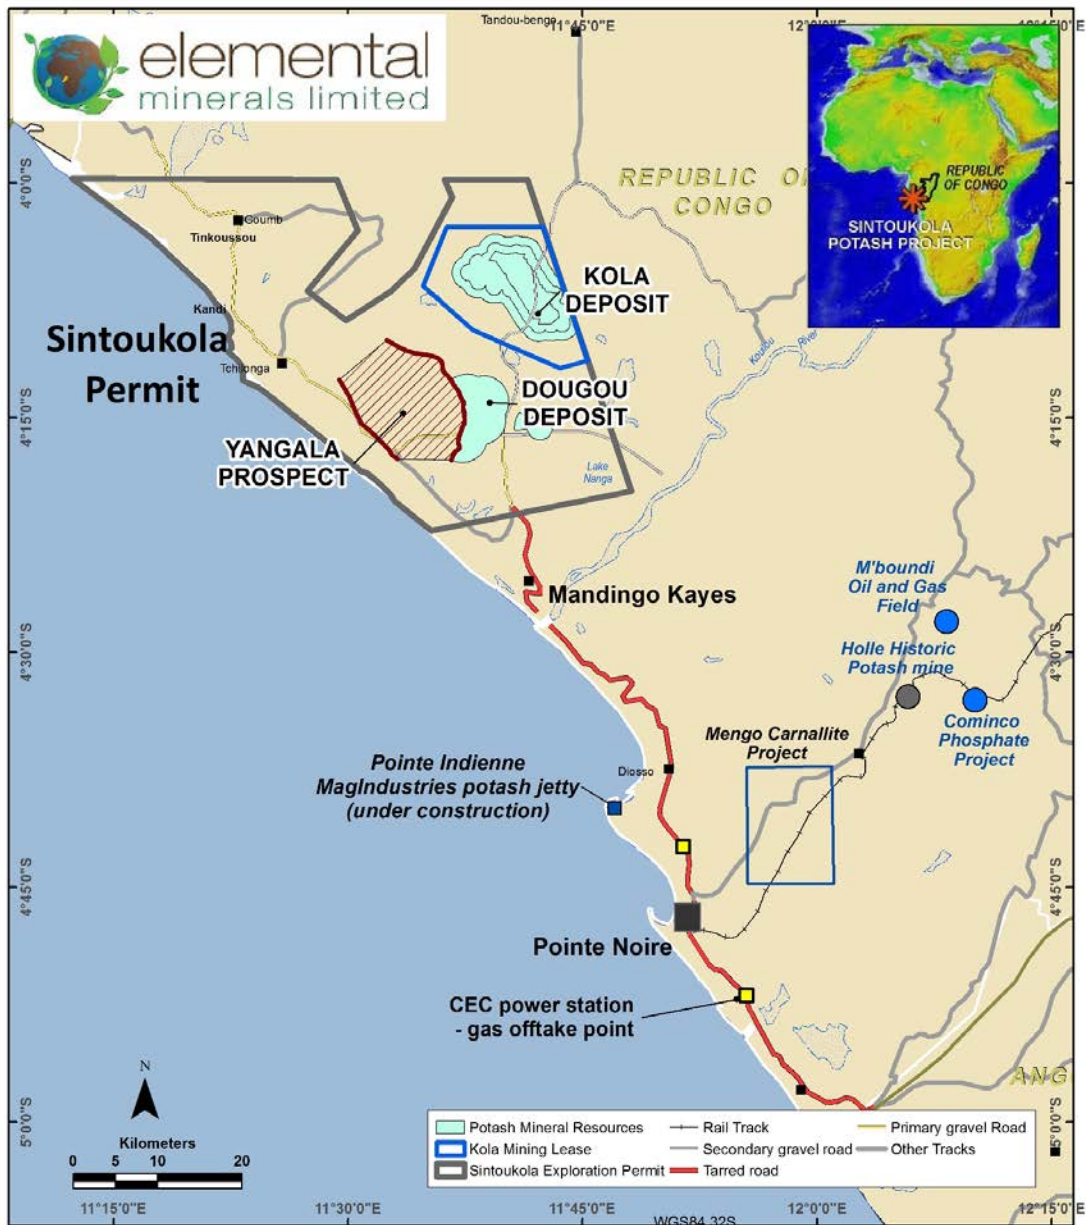 Tandou-bengo
11°45'0"E
12°0'0"E
12°15'0"E
elemental
minerals limited
REPUBLIC
OF CONGO
SINTOUKOLA
POTASH PROJECT
REPUBLIC OF
CONGO
4°0'0"S
Goumb
Tinkoussou
KOLA
DEPOSIT
Kandi
Sintoukola
Permit
Tchilonga
Kouilou
River
DOUGOU
DEPOSIT
4°15'0"S
4°15'0"S
YANGALA
PROSPECT
Lake
Nanga
Mandingo Kayes
M'boundi
Oil and Gas
Field
4°30'0"S
4°30'0"S
Holle Historic
Potash mine
Mengo Carnallite
Project
Cominco
Phosphate
Project
Pointe Indienne
MagIndustries potash jetty
(under construction)
Diosso
4°45'0"S
4°45'0"S
Pointe Noire
CEC power station
- gas offtake point
ANG
N
Kilometers
0 5 10 20
5°0'0"S
5°0'0"S
Potash Mineral Resources
Kola Mining Lease
Sintoukola Exploration Permit
Rail Track
Secondary gravel road
Tarred road
Primary gravel Road
Other Tracks
11°15'0"E
11°30'0"E
11°45'0"E
WGS84 32S
12°0'0"E
12°15'0"E